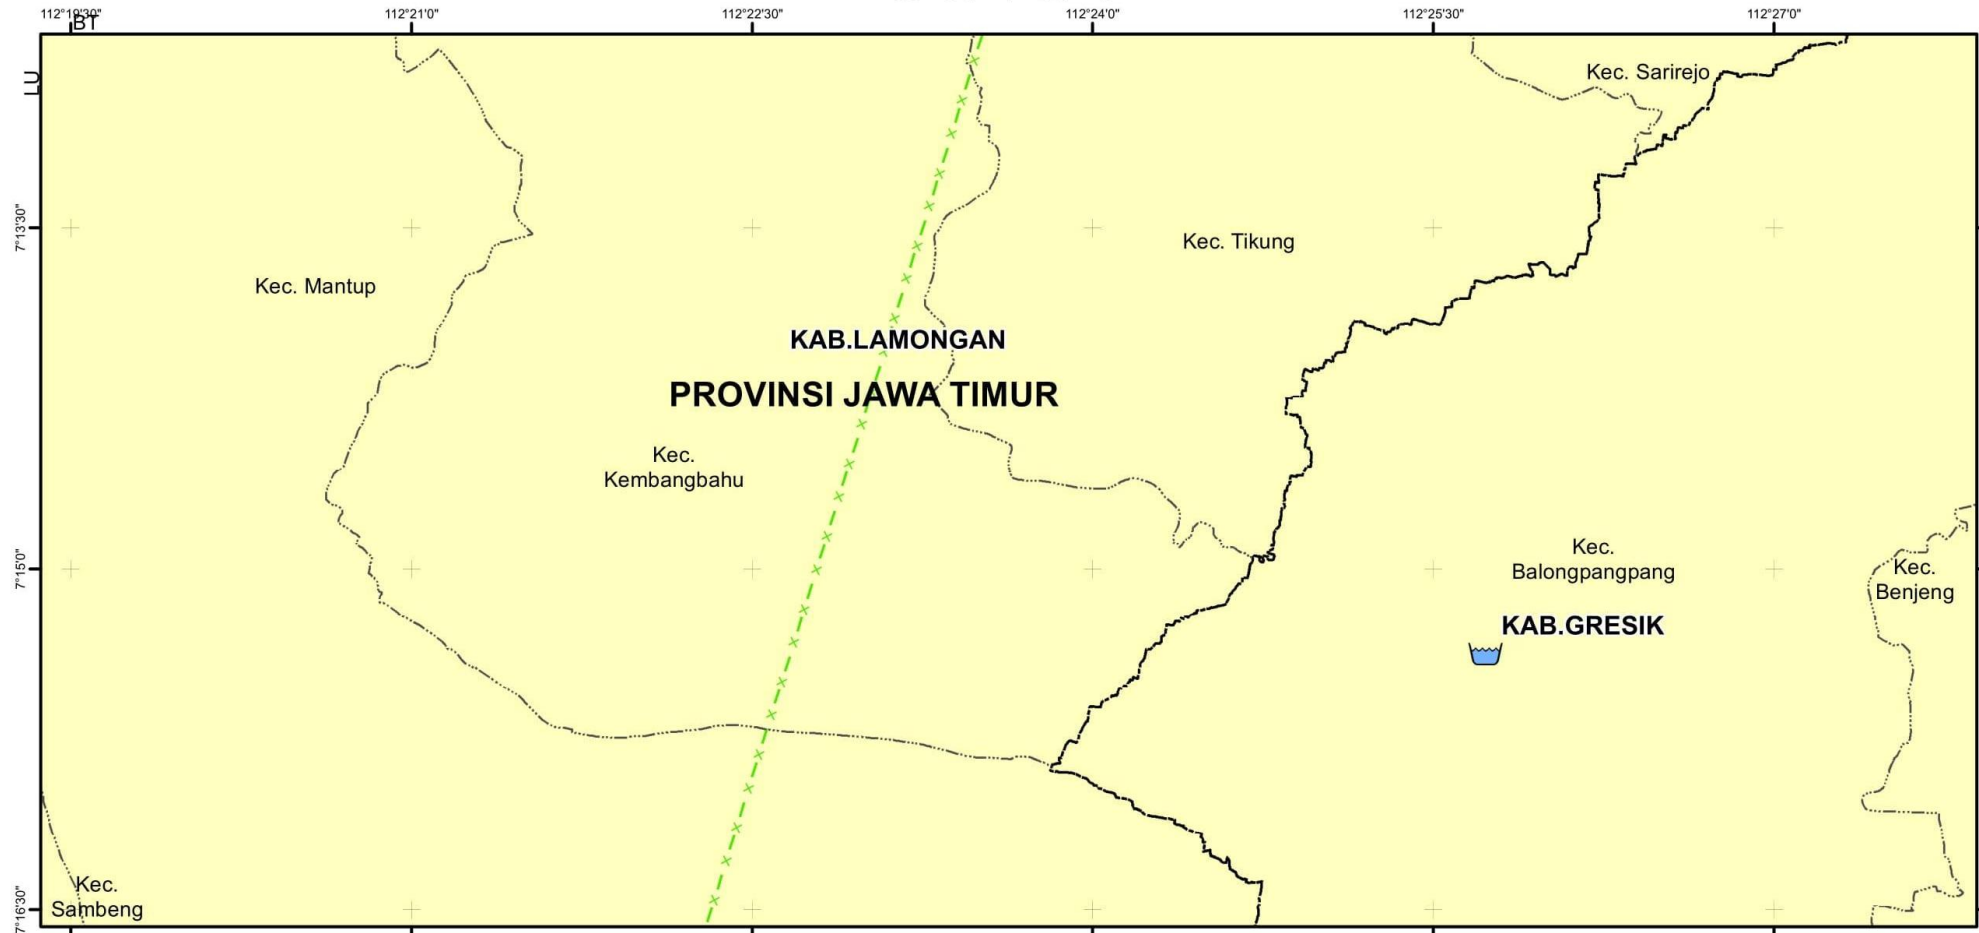 112°19'30"
112°21'0"
112°22'30"
112°24'0"
112°25'30"
112°27'0"
BT
LU
Kec. Sarirejo
7°13'30"
Kec. Tikung
Kec. Mantup
KAB.LAMONGAN
PROVINSI JAWA TIMUR
Kec.
Kembangbahu
7°15'0"
Kec.
Balongpangpang
Kec.
Benjeng
KAB.GRESIK
Kec.
Sambeng
7°16'30"